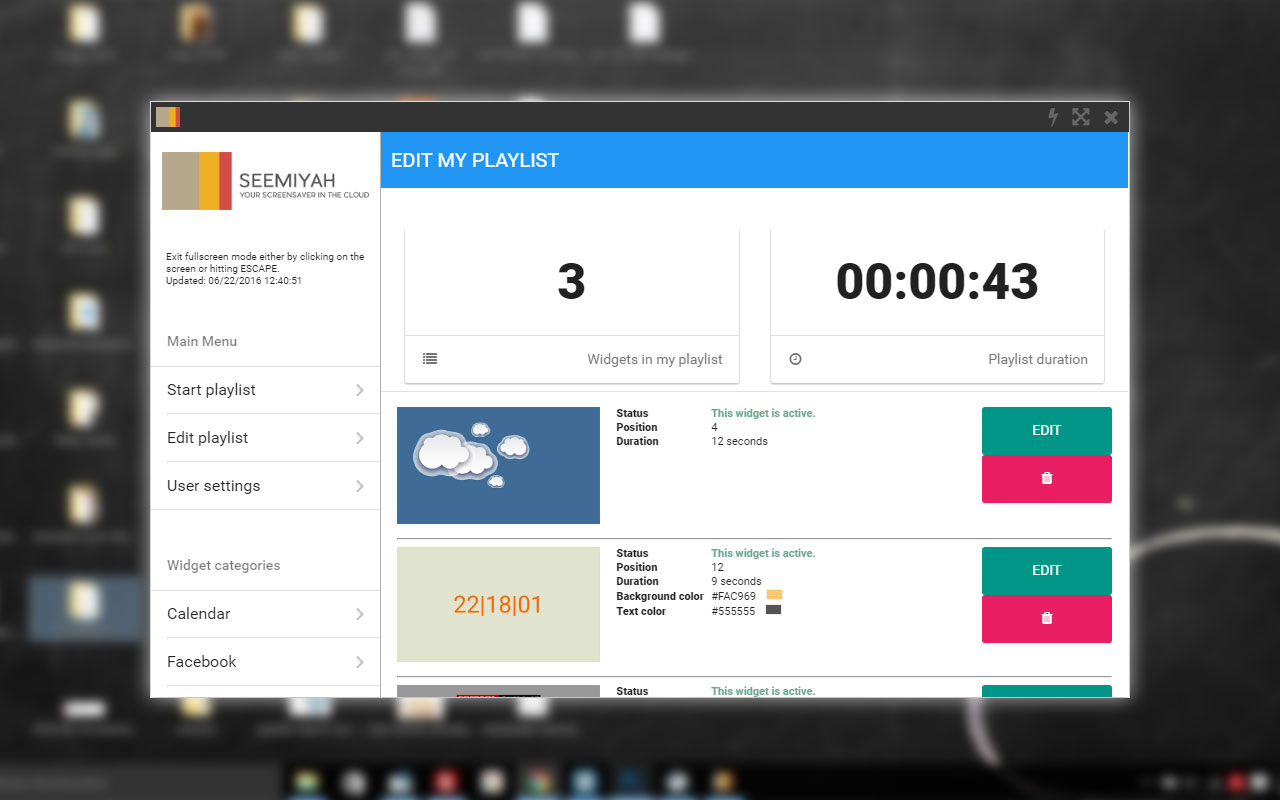 SEEMIYAH
YOUR SCREENSAVER IN THE CLOUD
Exit fullscreen mode either by clicking on the
screen or hitting ESCAPE.
Updated: 06/22/2016 12:40:51
Main Menu
Start playlist
Edit playlist
User settings
Widget categories
Calendar
Facebook
EDIT MY PLAYLIST
3
Widgets in my playlist
00:00:43
Playlist duration
Status This widget is active.
Position 4
Duration 12 seconds
EDIT
22|18|01
Status This widget is active.
Position 12
Duration 9 seconds
Background color #FAC969
Text color #555555
EDIT
Status This widget is active.